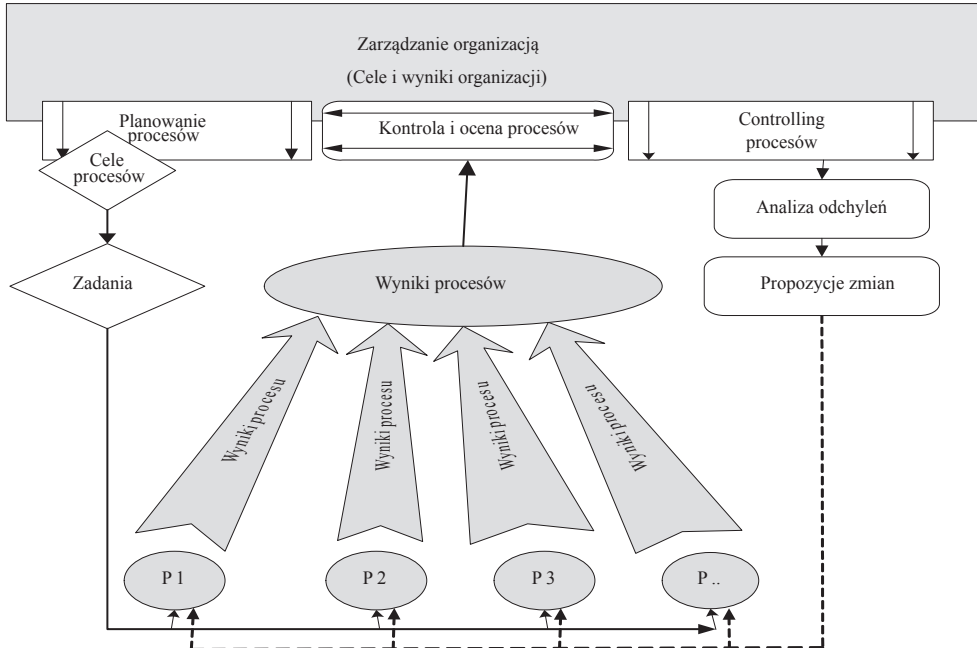 Zarządzanie organizacją
(Cele i wyniki organizacji)
Planowanie
procesów
Kontrola i ocena procesów
Controlling
procesów
Cele
procesów
Analiza odchyleń
Zadania
Wyniki procesów
Propozycje zmian
Wyniki procesu
Wyniki procesu
Wyniki procesu
Wyniki procesu
P 1
P 2
P 3
P ..